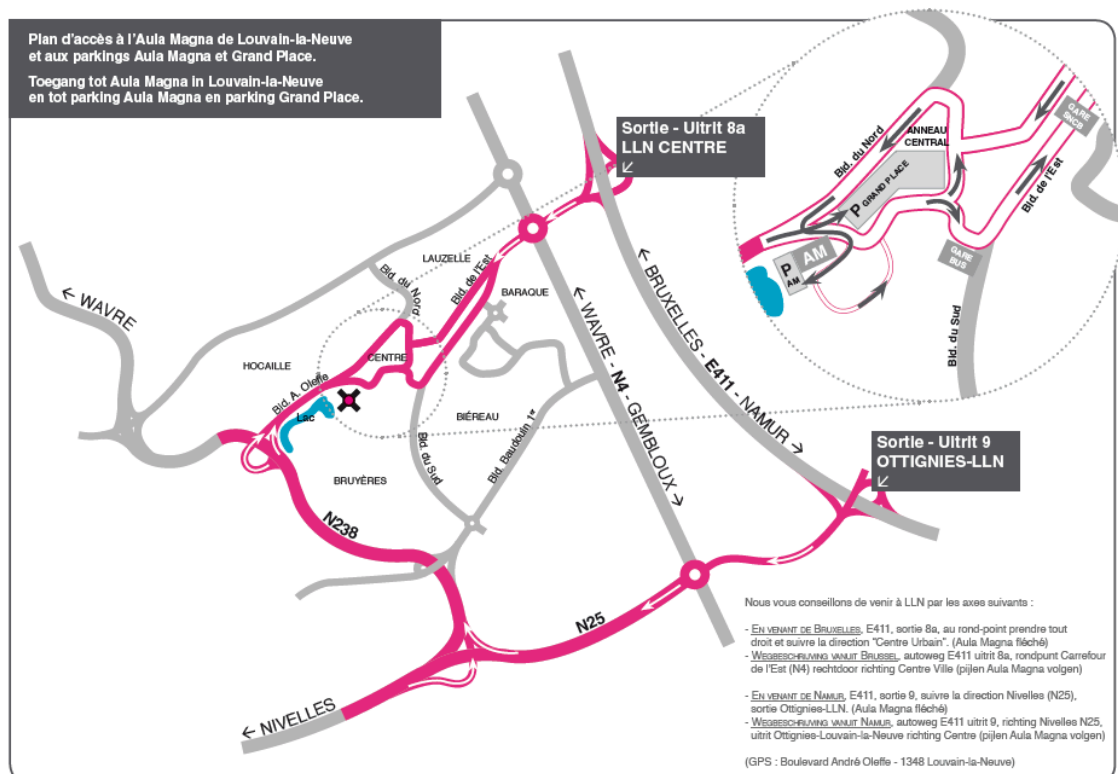 Plan d'accès à l'Aula Magna de Louvain-la-Neuve
et aux parkings Aula Magna et Grand Place.
Toegang tot Aula Magna in Louvain-la-Neuve
en tot parking Aula Magna en parking Grand Place.
Sortie - Uitrit 8a
LLN CENTRE
↙
Bld. du Nord
ANNEAU
CENTRAL
GARE
SNCB
P GRAND PLACE
Bld. de l'Est
P
AM
AM
GARE
BUS
Bld. du Sud
← WAVRE
LAUZELLE
Bld. du Nord
Bld. de l'Est
BARAQUE
← BRUXELLES - E411 - NAMUR →
← WAVRE - N4 - GEMBLOUX →
HOCAILLE
CENTRE
Bld. A. Oleffe
Lac
BIÉREAU
Bld. du Sud
Bld. Baudouin 1er
BRUYÈRES
N238
Sortie - Uitrit 9
OTTIGNIES-LLN
↙
N25
← NIVELLES
Nous vous conseillons de venir à LLN par les axes suivants :
- En venant de Bruxelles, E411, sortie 8a, au rond-point prendre tout
droit et suivre la direction "Centre Urbain". (Aula Magna fléché)
- Wegbeschrijving vanuit Brussel, autoweg E411 uitrit 8a, rondpunt Carrefour
de l'Est (N4) rechtdoor richting Centre Ville (pijlen Aula Magna volgen)
- En venant de Namur, E411, sortie 9, suivre la direction Nivelles (N25),
sortie Ottignies-LLN. (Aula Magna fléché)
- Wegbeschrijving vanuit Namur, autoweg E411 uitrit 9, richting Nivelles N25,
uitrit Ottignies-Louvain-la-Neuve richting Centre (pijlen Aula Magna volgen)
(GPS : Boulevard André Oleffe - 1348 Louvain-la-Neuve)